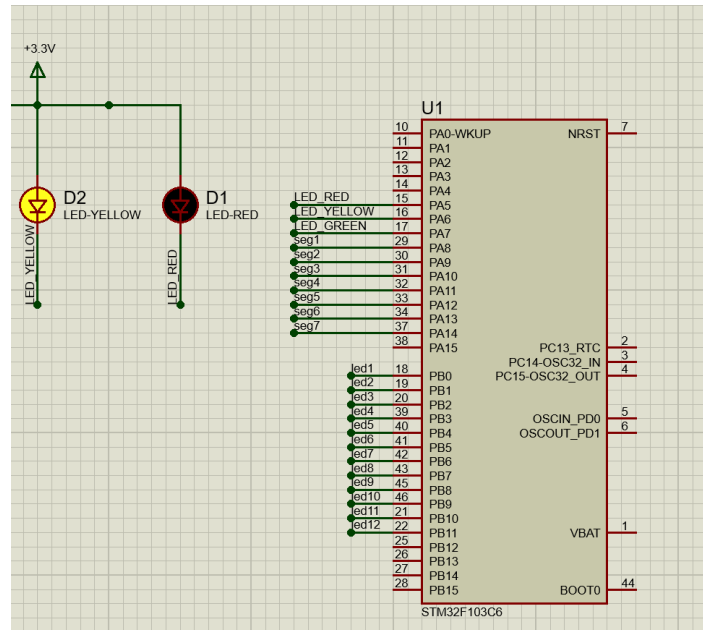 +3.3V
D2
LED-YELLOW
LED_YELLOW
D1
LED-RED
LED_RED
U1
LED_RED
LED_YELLOW
LED_GREEN
seg1
seg2
seg3
seg4
seg5
seg6
seg7
led1
led2
led3
led4
led5
led6
led7
led8
led9
led10
led11
led12
10 PA0-WKUP NRST 7
11 PA1
12 PA2
13 PA3
14 PA4
15 PA5
16 PA6
17 PA7
29 PA8
30 PA9
31 PA10
32 PA11
33 PA12
34 PA13
37 PA14
38 PA15 PC13_RTC 2
PC14-OSC32_IN 3
18 PB0 PC15-OSC32_OUT 4
19 PB1
20 PB2
39 PB3 OSCIN_PD0 5
40 PB4 OSCOUT_PD1 6
41 PB5
42 PB6
43 PB7
45 PB8
46 PB9
21 PB10
22 PB11 VBAT 1
25 PB12
26 PB13
27 PB14
28 PB15 BOOT0 44
STM32F103C6